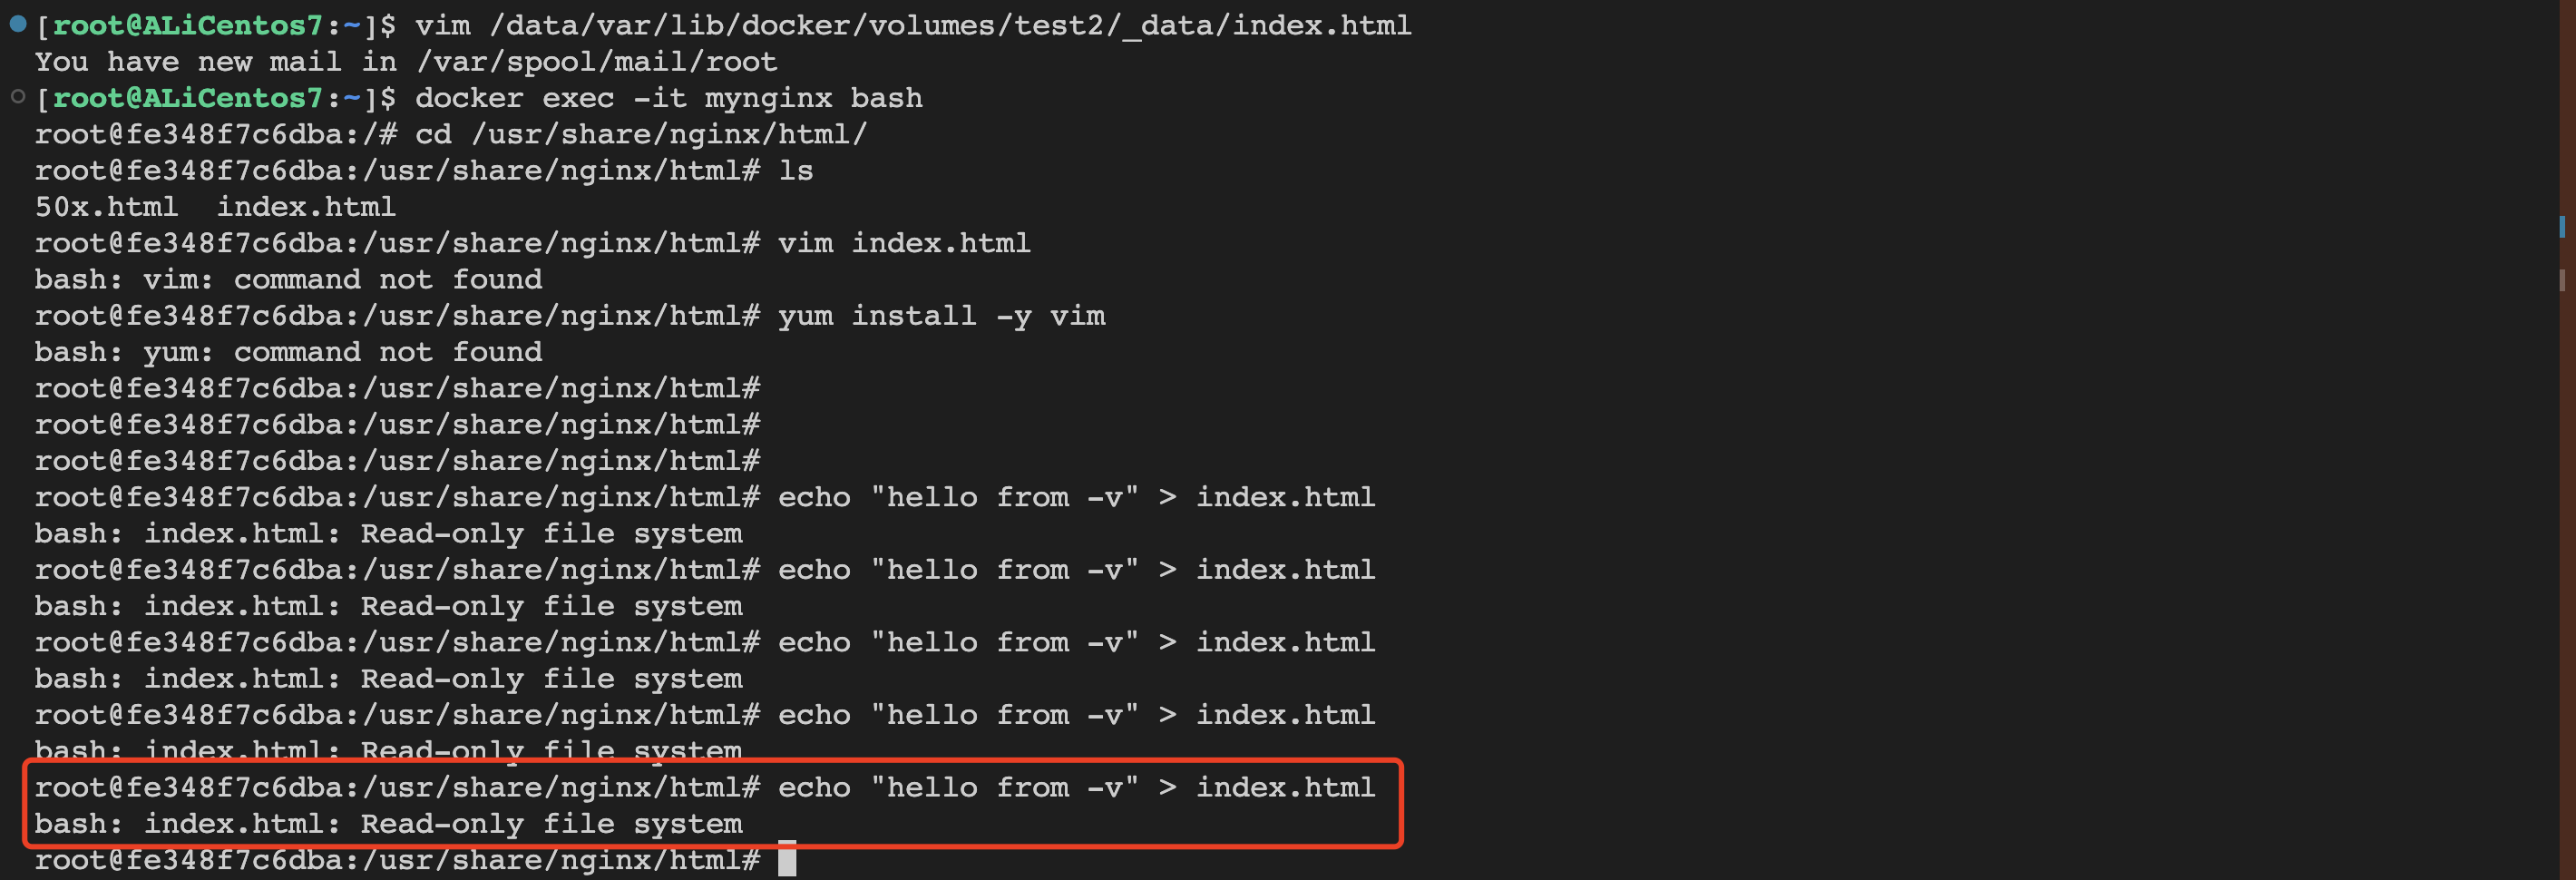 [root@ALiCentos7:~]$ vim /data/var/lib/docker/volumes/test2/_data/index.html
You have new mail in /var/spool/mail/root
[root@ALiCentos7:~]$ docker exec -it mynginx bash
root@fe348f7c6dba:/# cd /usr/share/nginx/html/
root@fe348f7c6dba:/usr/share/nginx/html# ls
50x.html  index.html
root@fe348f7c6dba:/usr/share/nginx/html# vim index.html
bash: vim: command not found
root@fe348f7c6dba:/usr/share/nginx/html# yum install -y vim
bash: yum: command not found
root@fe348f7c6dba:/usr/share/nginx/html#
root@fe348f7c6dba:/usr/share/nginx/html#
root@fe348f7c6dba:/usr/share/nginx/html#
root@fe348f7c6dba:/usr/share/nginx/html# echo "hello from -v" > index.html
bash: index.html: Read-only file system
root@fe348f7c6dba:/usr/share/nginx/html# echo "hello from -v" > index.html
bash: index.html: Read-only file system
root@fe348f7c6dba:/usr/share/nginx/html# echo "hello from -v" > index.html
bash: index.html: Read-only file system
root@fe348f7c6dba:/usr/share/nginx/html# echo "hello from -v" > index.html
bash: index.html: Read-only file system
root@fe348f7c6dba:/usr/share/nginx/html# echo "hello from -v" > index.html
bash: index.html: Read-only file system
root@fe348f7c6dba:/usr/share/nginx/html#